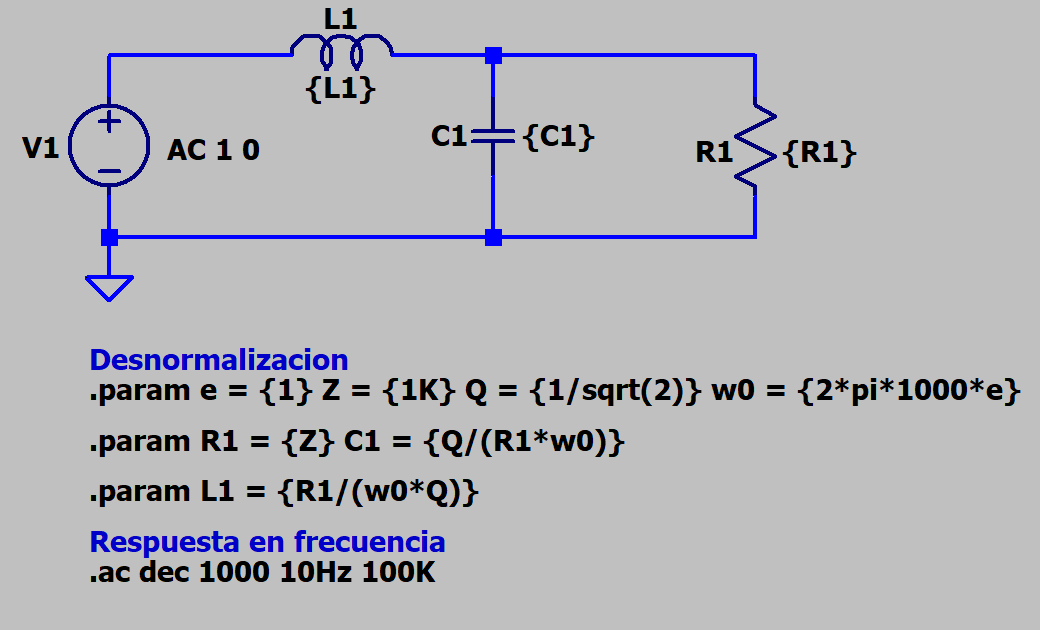 L1
{L1}
V1
AC 1 0
C1
{C1}
R1
{R1}
Desnormalizacion
.param e = {1} Z = {1K} Q = {1/sqrt(2)} w0 = {2*pi*1000*e}
.param R1 = {Z} C1 = {Q/(R1*w0)}
.param L1 = {R1/(w0*Q)}
Respuesta en frecuencia
.ac dec 1000 10Hz 100K